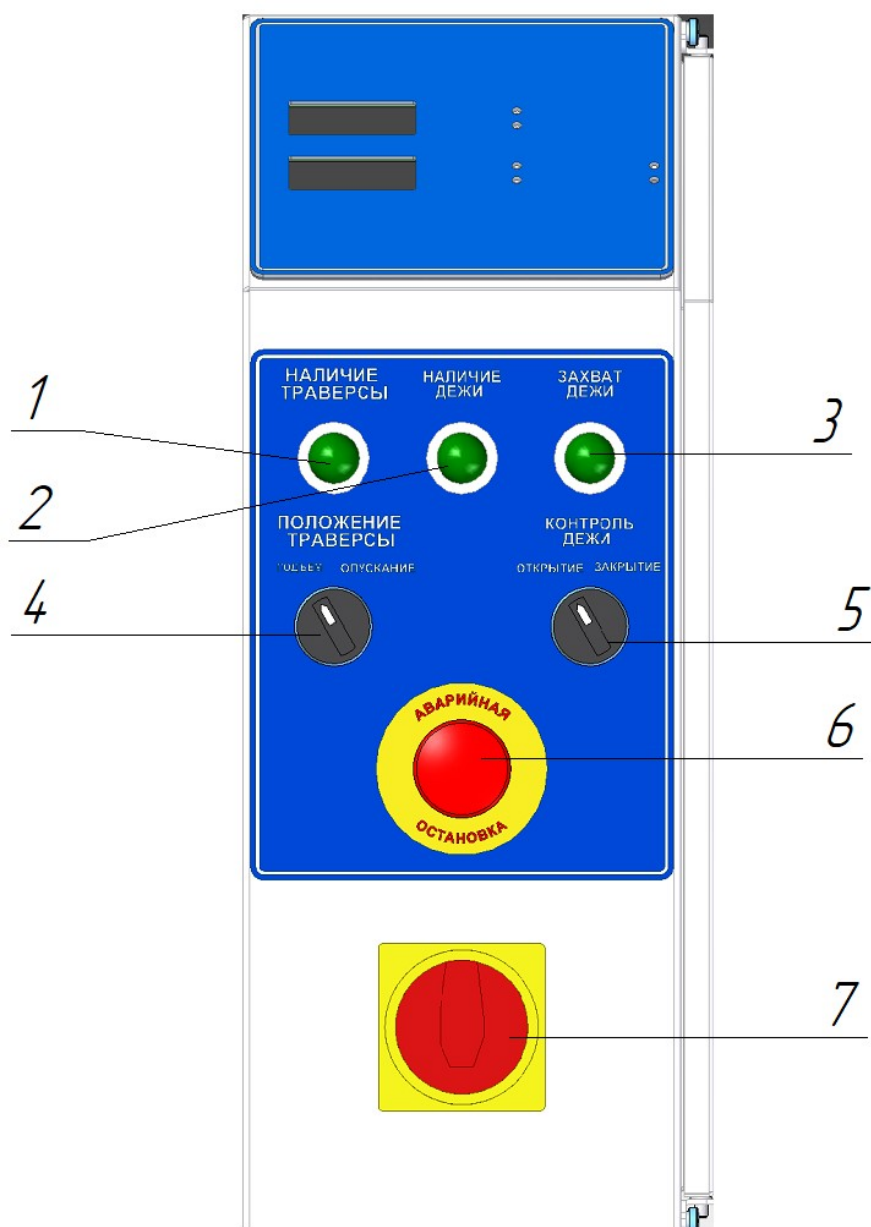 НАЛИЧИЕ
ТРАВЕРСЫ
НАЛИЧИЕ
ДЕЖИ
ЗАХВАТ
ДЕЖИ
1
2
3
ПОЛОЖЕНИЕ
ТРАВЕРСЫ
КОНТРОЛЬ
ДЕЖИ
ОПУСКАНИЕ
ОТКРЫТИЕ ЗАКРЫТИЕ
4
5
АВАРИЙНАЯ
ОСТАНОВКА
6
7